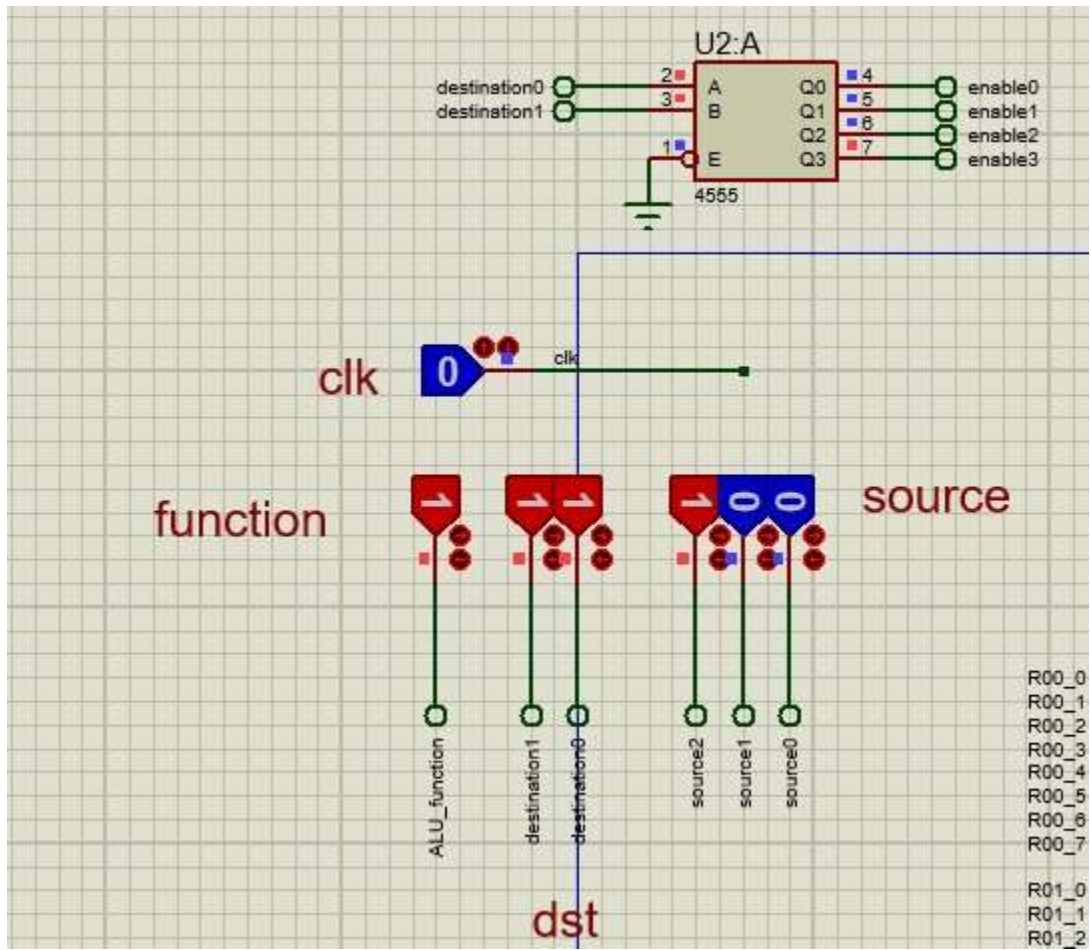 U2:A
destination0 2 A Q0 4 enable0
destination1 3 B Q1 5 enable1
Q2 6 enable2
1 E Q3 7 enable3
4555
clk 0 clk
function 1 1 1 1 0 0 source
ALU_function
destination1
destination0
source2
source1
source0
dst
R00_0
R00_1
R00_2
R00_3
R00_4
R00_5
R00_6
R00_7
R01_0
R01_1
R01_2